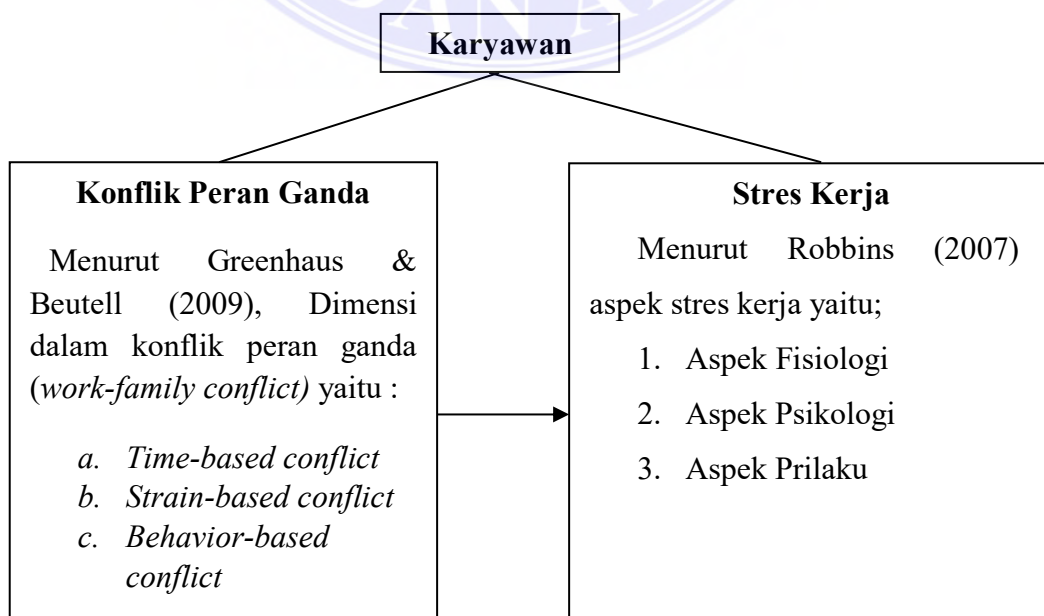 Karyawan
Konflik Peran Ganda
Menurut Greenhaus &
Beutell (2009), Dimensi
dalam konflik peran ganda
(work-family conflict) yaitu :
a. Time-based conflict
b. Strain-based conflict
c. Behavior-based
conflict
Stres Kerja
Menurut Robbins (2007)
aspek stres kerja yaitu;
1. Aspek Fisiologi
2. Aspek Psikologi
3. Aspek Prilaku